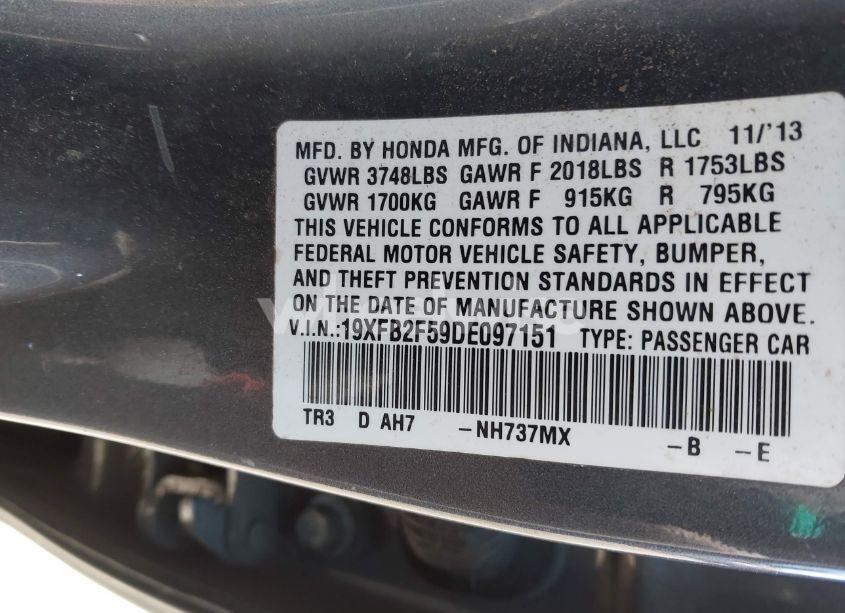 MFD. BY HONDA MFG. OF INDIANA, LLC 11/'13
GVWR 3748LBS GAWR F 2018LBS R 1753LBS
GVWR 1700KG GAWR F 915KG R 795KG
THIS VEHICLE CONFORMS TO ALL APPLICABLE
FEDERAL MOTOR VEHICLE SAFETY, BUMPER,
AND THEFT PREVENTION STANDARDS IN EFFECT
ON THE DATE OF MANUFACTURE SHOWN ABOVE.
V.I.N.:19XFB2F59DE097151 TYPE: PASSENGER CAR
TR3 D AH7 -NH737MX -B -E